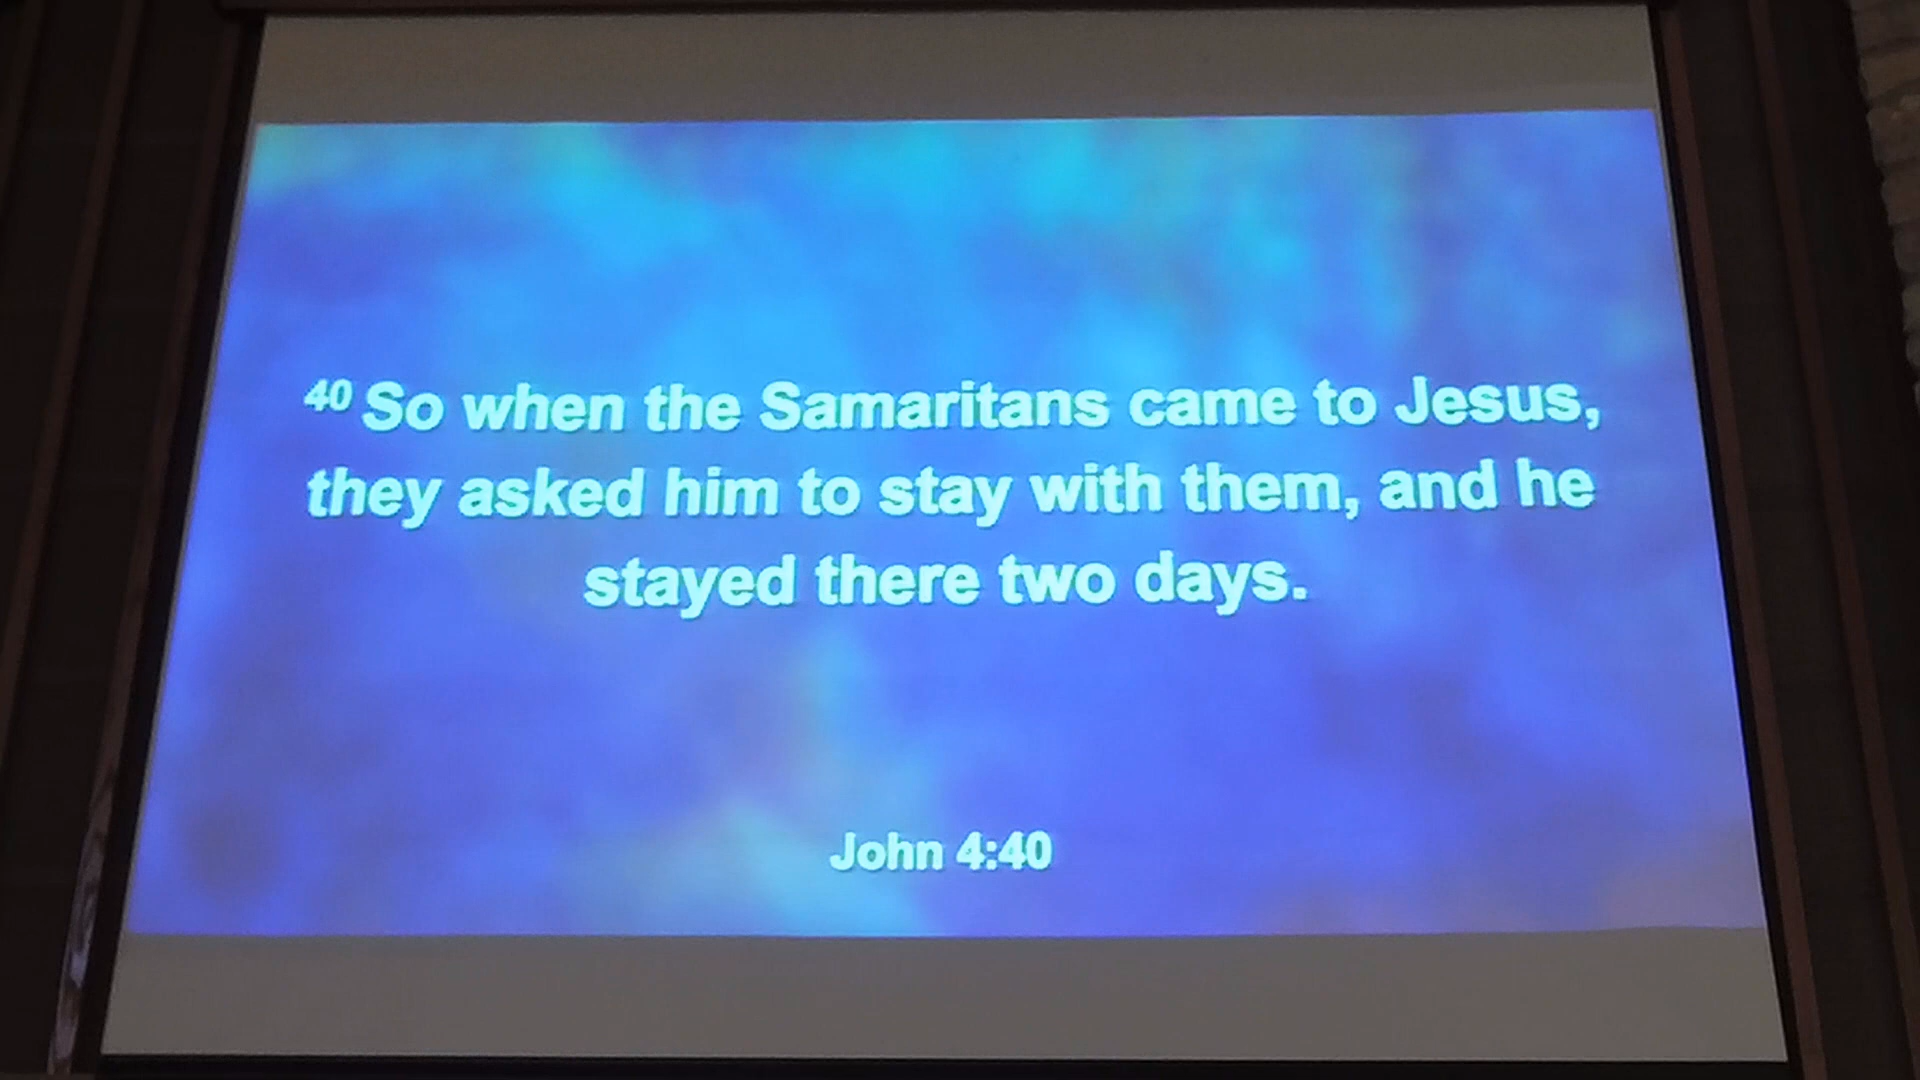 40 So when the Samaritans came to Jesus,
they asked him to stay with them, and he
stayed there two days.
John 4:40